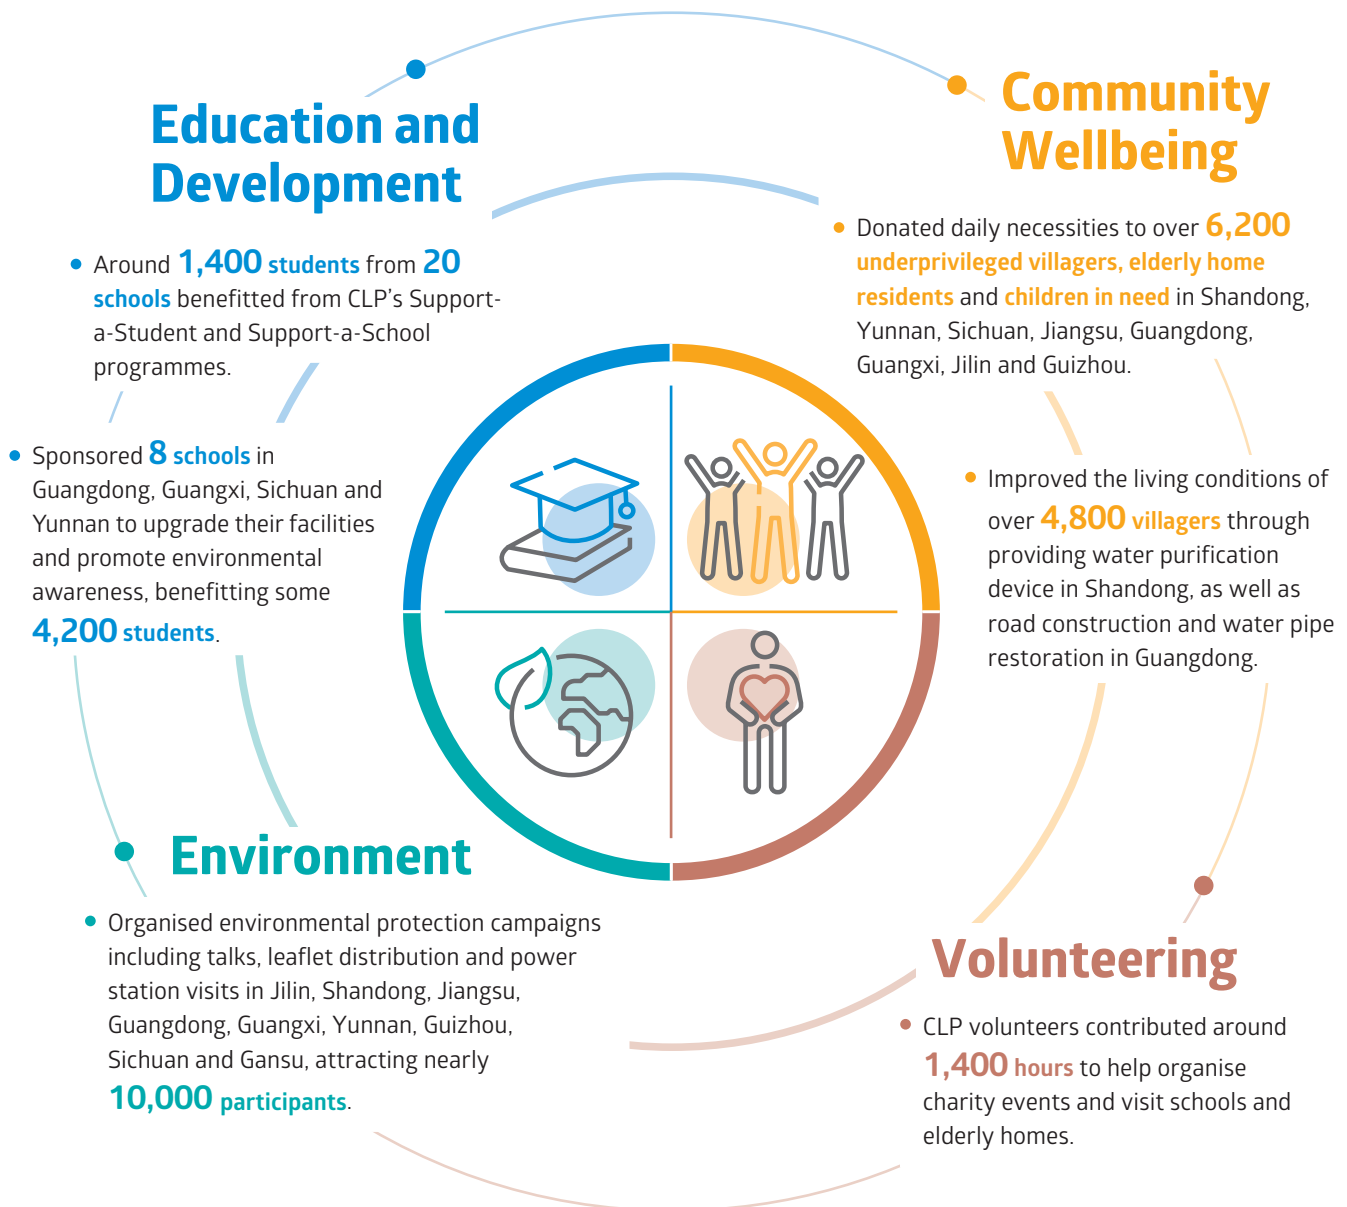 Education and
Development
Around 1,400 students from 20
schools benefitted from CLP's Support-
a-Student and Support-a-School
programmes.
Sponsored 8 schools in
Guangdong, Guangxi, Sichuan and
Yunnan to upgrade their facilities
and promote environmental
awareness, benefitting some
4,200 students.
Community
Wellbeing
Donated daily necessities to over 6,200
underprivileged villagers, elderly home
residents and children in need in Shandong,
Yunnan, Sichuan, Jiangsu, Guangdong,
Guangxi, Jilin and Guizhou.
Improved the living conditions of
over 4,800 villagers through
providing water purification
device in Shandong, as well as
road construction and water pipe
restoration in Guangdong.
Environment
Organised environmental protection campaigns
including talks, leaflet distribution and power
station visits in Jilin, Shandong, Jiangsu,
Guangdong, Guangxi, Yunnan, Guizhou,
Sichuan and Gansu, attracting nearly
10,000 participants.
Volunteering
CLP volunteers contributed around
1,400 hours to help organise
charity events and visit schools and
elderly homes.